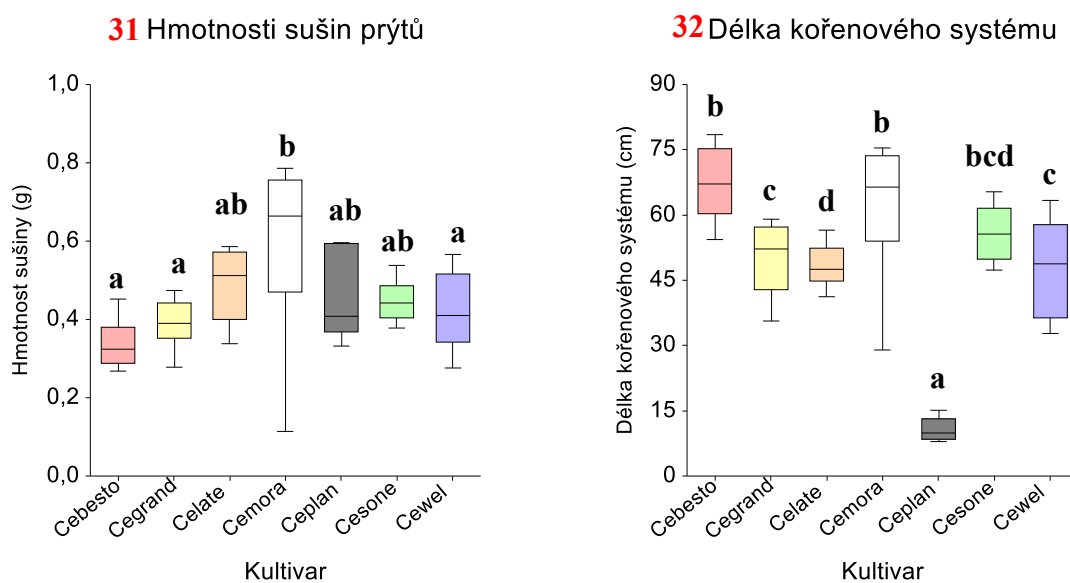 31 Hmotnosti sušin prýtů
Hmotnost sušiny (g)
1,0
0,8
0,6
0,4
0,2
0,0
a
a
ab
b
ab
ab
a
Cebesto
Cegrand
Celate
Cemora
Ceplan
Cesone
Cewel
Kultivar
32 Délka kořenového systému
Délka kořenového systému (cm)
90
75
60
45
30
15
0
b
c
d
b
a
bcd
c
Cebesto
Cegrand
Celate
Cemora
Ceplan
Cesone
Cewel
Kultivar